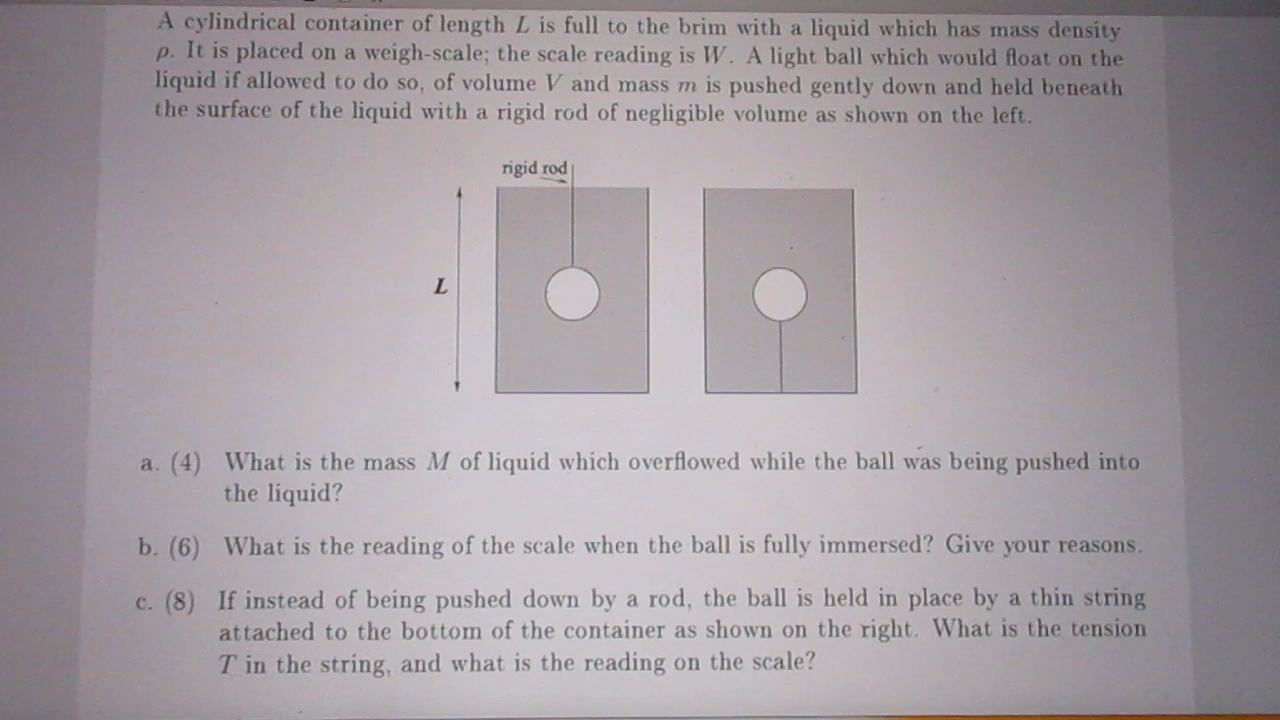 A cylindrical container of length L is full to the brim with a liquid which has mass density
ρ. It is placed on a weigh-scale; the scale reading is W. A light ball which would float on the
liquid if allowed to do so, of volume V and mass m is pushed gently down and held beneath
the surface of the liquid with a rigid rod of negligible volume as shown on the left.
rigid rod
L
a. (4) What is the mass M of liquid which overflowed while the ball was being pushed into
the liquid?
b. (6) What is the reading of the scale when the ball is fully immersed? Give your reasons.
c. (8) If instead of being pushed down by a rod, the ball is held in place by a thin string
attached to the bottom of the container as shown on the right. What is the tension
T in the string, and what is the reading on the scale?